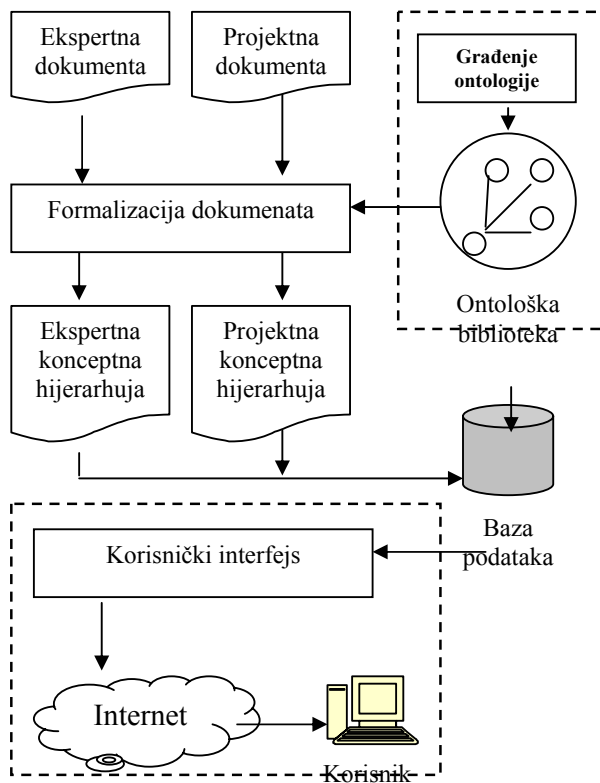 Ekspertna
dokumenta
Projektna
dokumenta
Građenje
ontologije
Formalizacija dokumenata
Ekspertna
konceptna
hijerarhuja
Projektna
konceptna
hijerarhuja
Ontološka
biblioteka
Baza
podataka
Korisnički interfejs
Internet
Korisnik